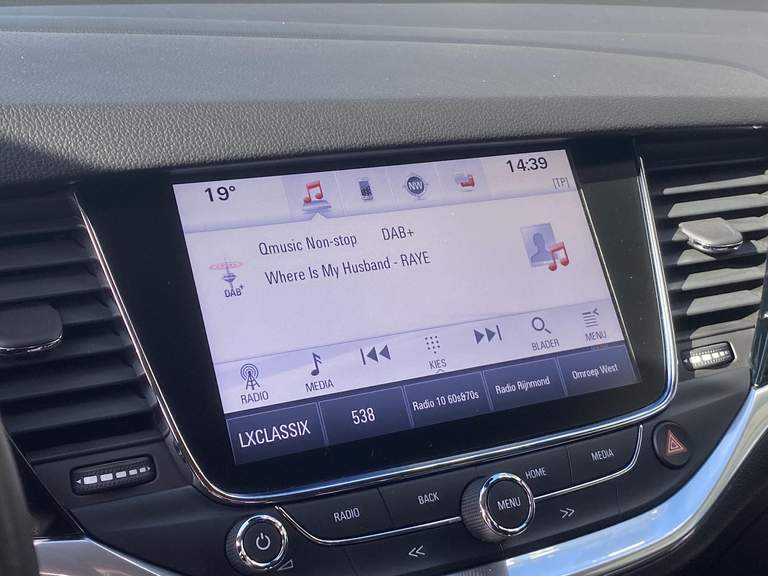 19° 14:39
NW
[TP]
Qmusic Non-stop DAB+
Where Is My Husband - RAYE
DAB+
RADIO MEDIA KIES BLADER MENU
LXCLASSIX 538 Radio 10 60s&70s Radio Rijnmond Omroep West
RADIO BACK MENU HOME MEDIA